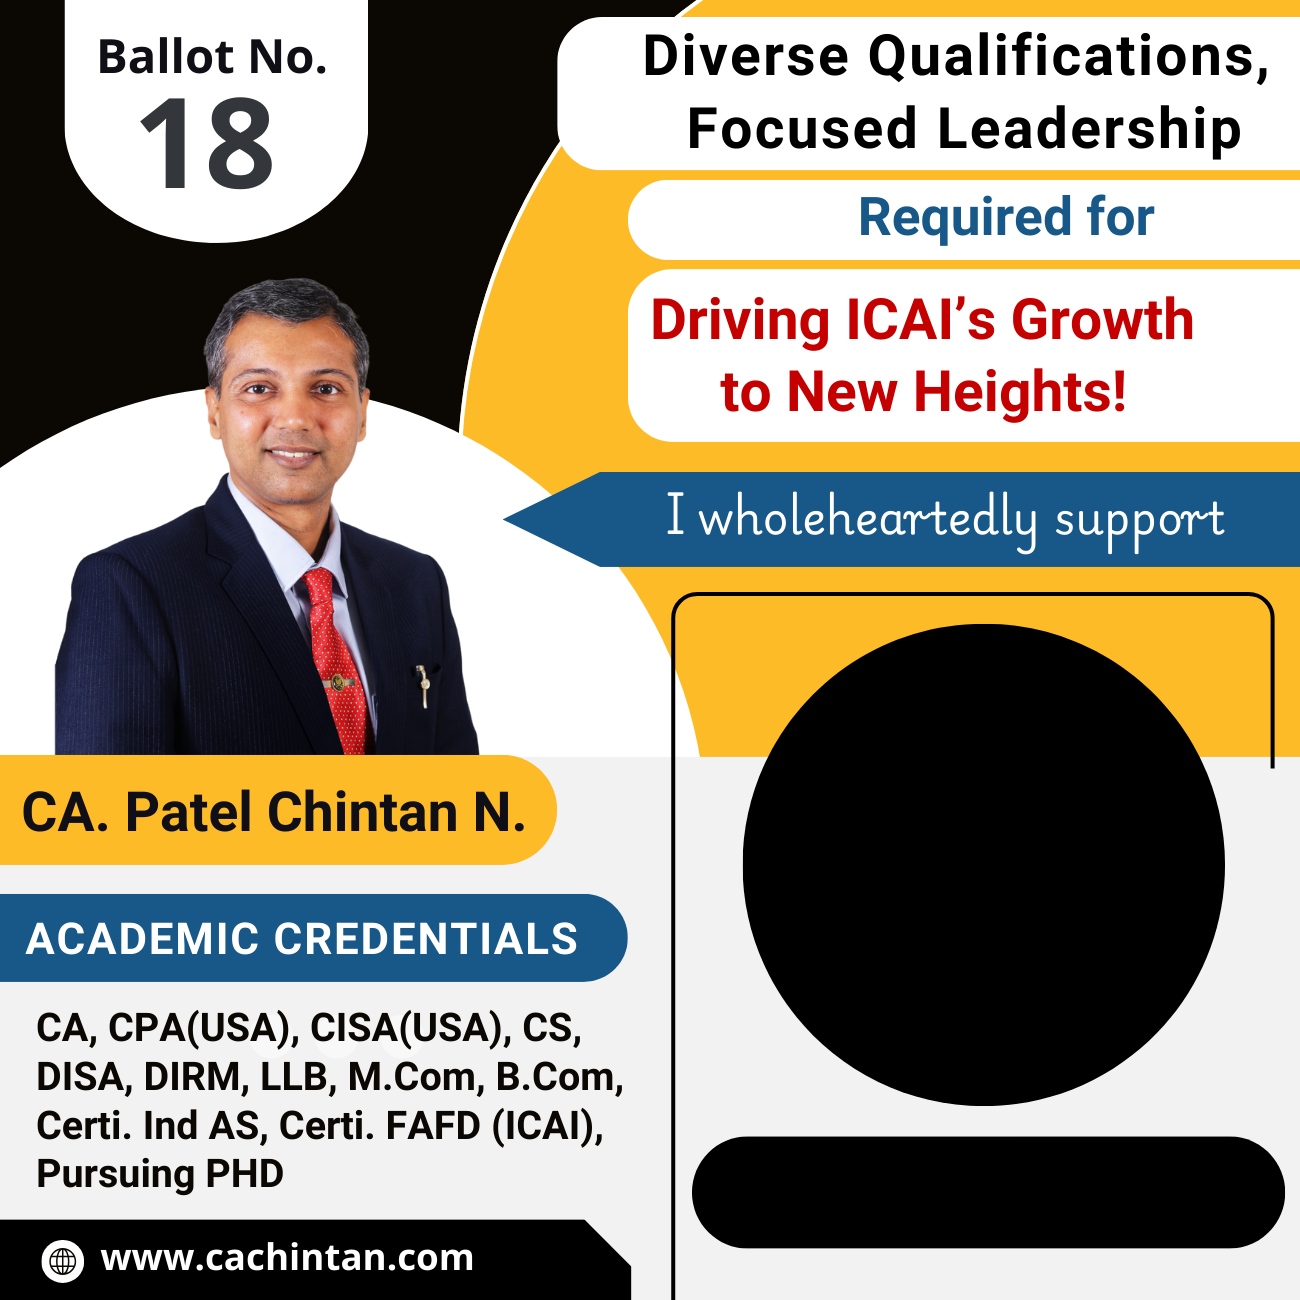 Ballot No.
18
Diverse Qualifications,
Focused Leadership
Required for
Driving ICAI’s Growth
to New Heights!
I wholeheartedly support
CA. Patel Chintan N.
ACADEMIC CREDENTIALS
CA, CPA(USA), CISA(USA), CS,
DISA, DIRM, LLB, M.Com, B.Com,
Certi. Ind AS, Certi. FAFD (ICAI),
Pursuing PHD
www.cachintan.com